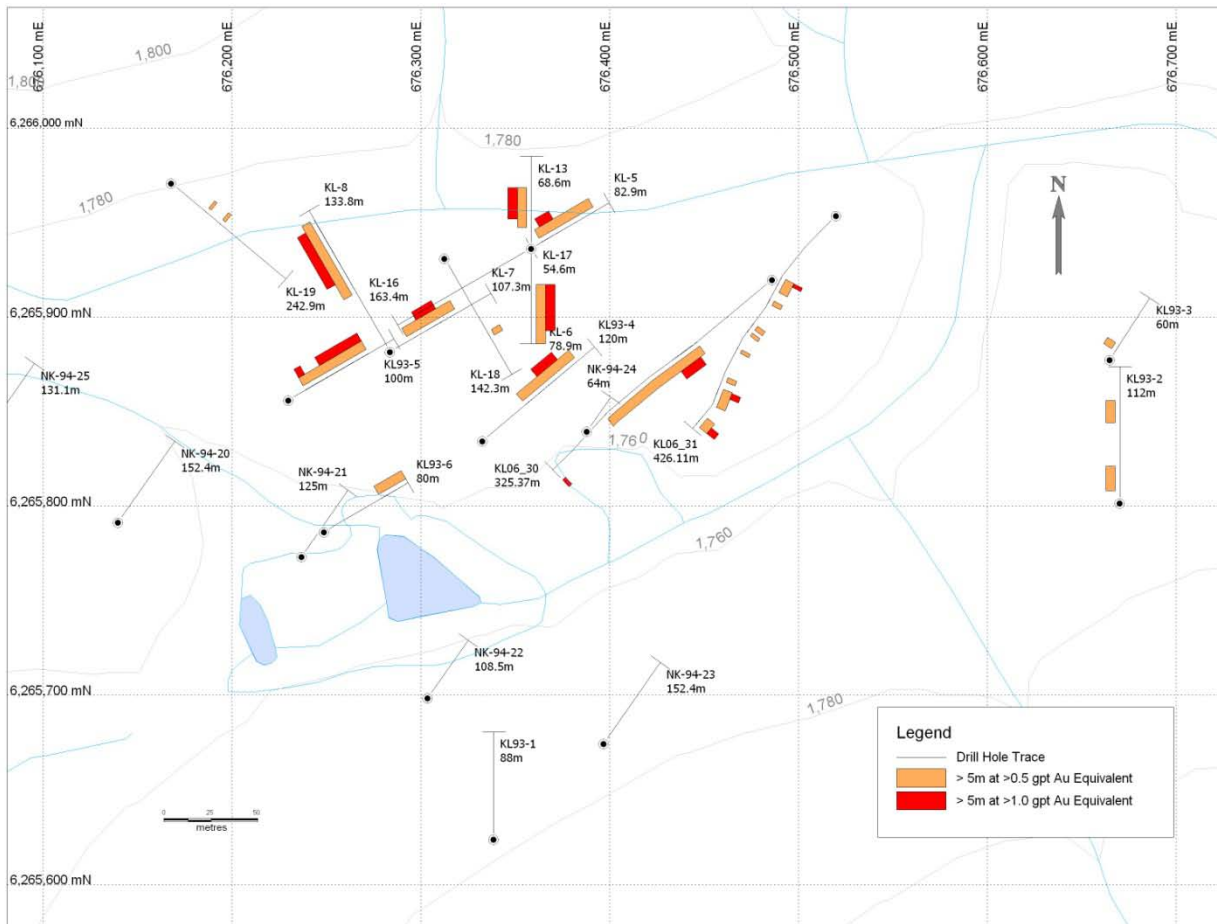 676,100 mE
676,200 mE
676,300 mE
676,400 mE
676,500 mE
676,600 mE
676,700 mE
1,800
1,800
6,266,000 mN
1,780
1,780
KL-13
68.6m
KL-5
82.9m
KL-8
133.8m
N
KL-17
54.6m
KL-7
107.3m
KL-16
163.4m
KL-19
242.9m
6,265,900 mN
KL-6
78.9m
KL93-4
120m
KL93-3
60m
KL93-5
100m
NK-94-24
64m
KL-18
142.3m
NK-94-25
131.1m
KL93-2
112m
1,760
KL06_31
426.11m
NK-94-20
152.4m
NK-94-21
125m
KL93-6
80m
KL06_30
325.37m
6,265,800 mN
1,760
NK-94-22
108.5m
NK-94-23
152.4m
6,265,700 mN
1,780
KL93-1
88m
Legend
Drill Hole Trace
> 5m at >0.5 gpt Au Equivalent
> 5m at >1.0 gpt Au Equivalent
0 25 50
metres
6,265,600 mN